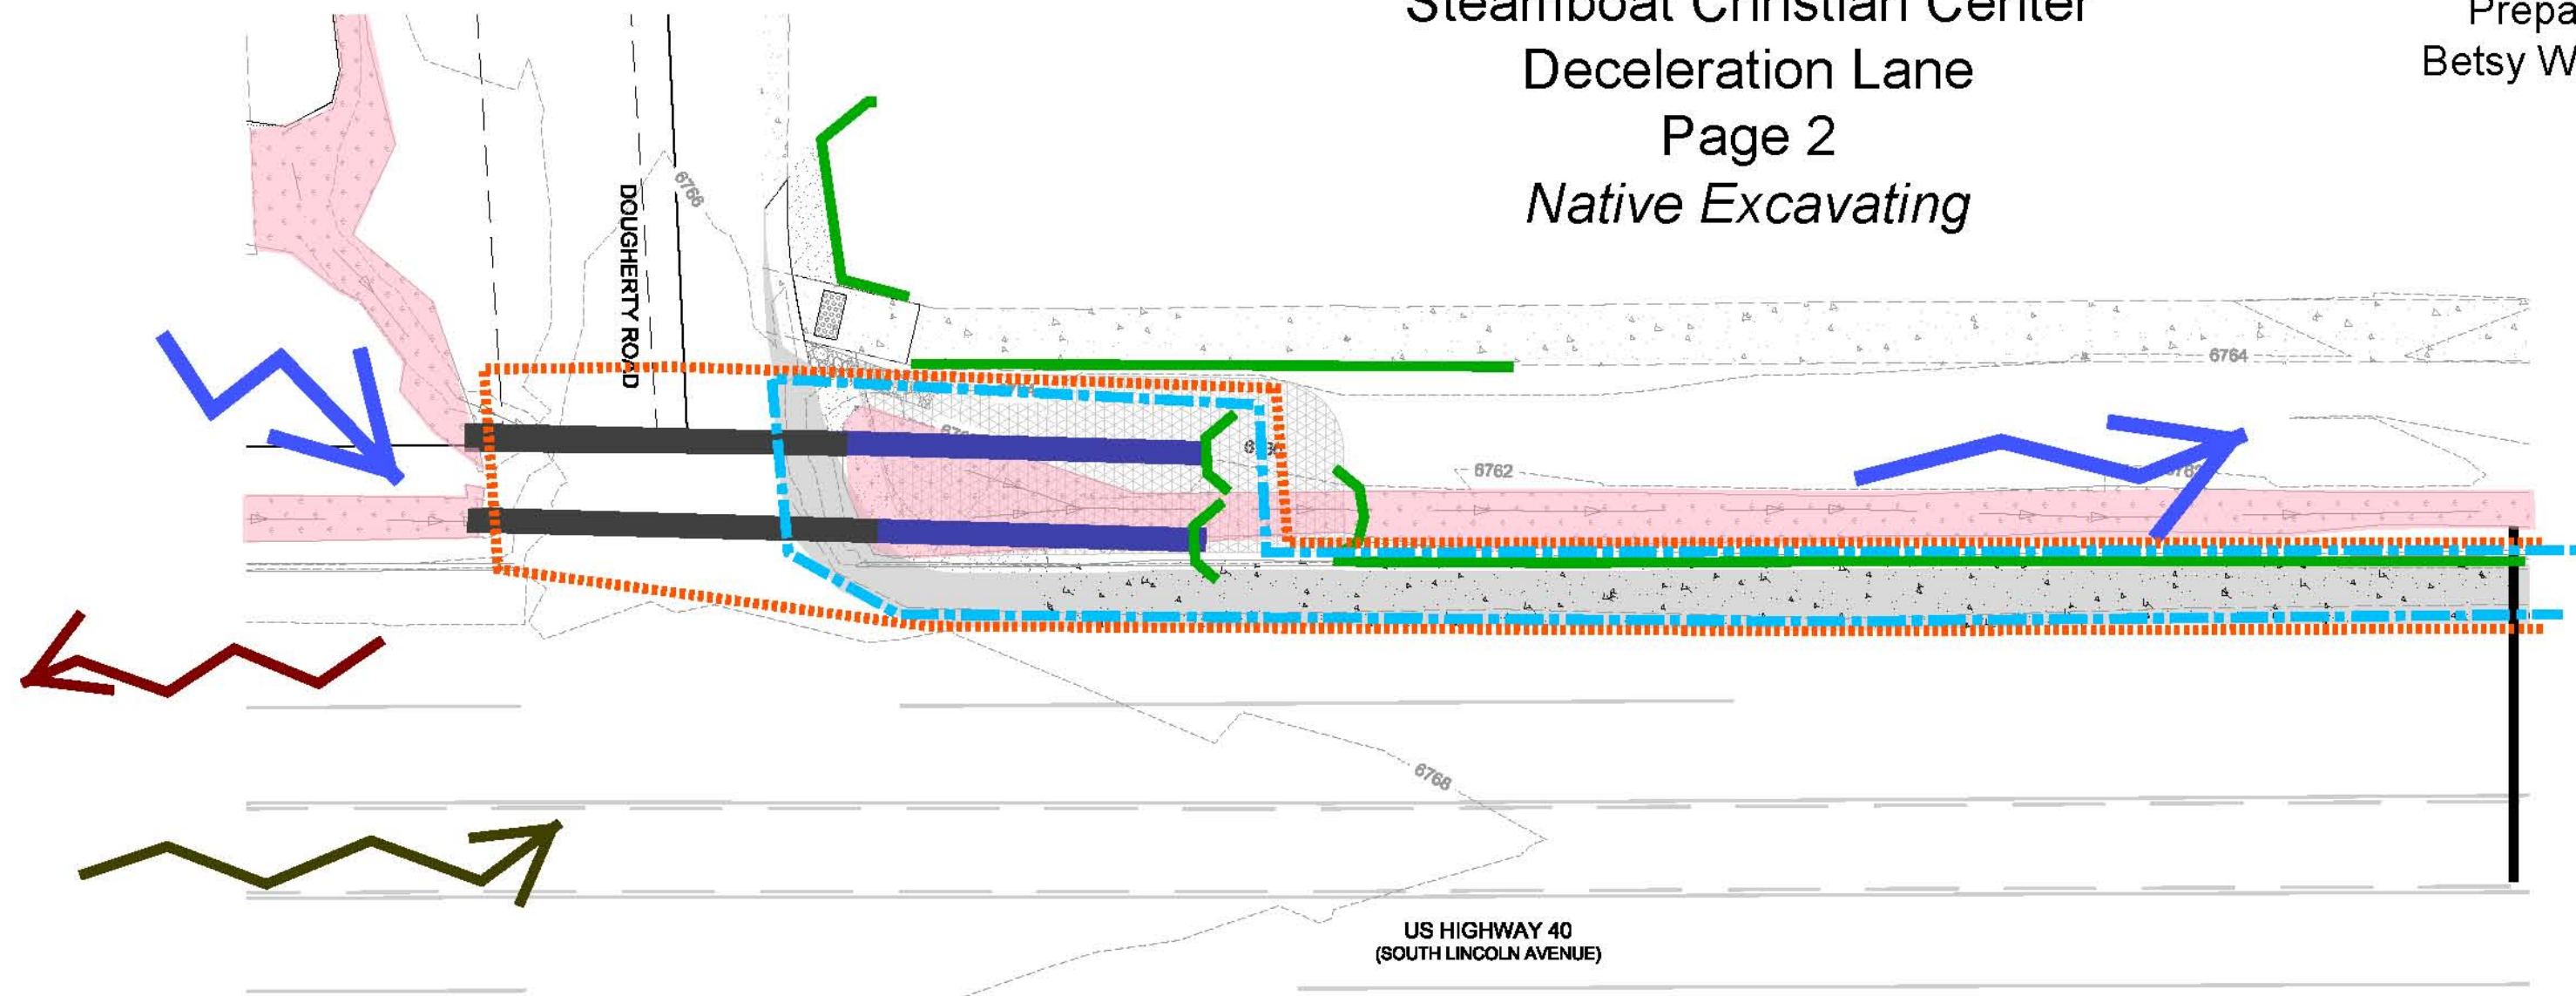 Steamboat Christian Center
Deceleration Lane
Page 2
Native Excavating
Prepa
Betsy W
DOUGHERTY ROAD
6766
6764
6762
6768
US HIGHWAY 40
(SOUTH LINCOLN AVENUE)